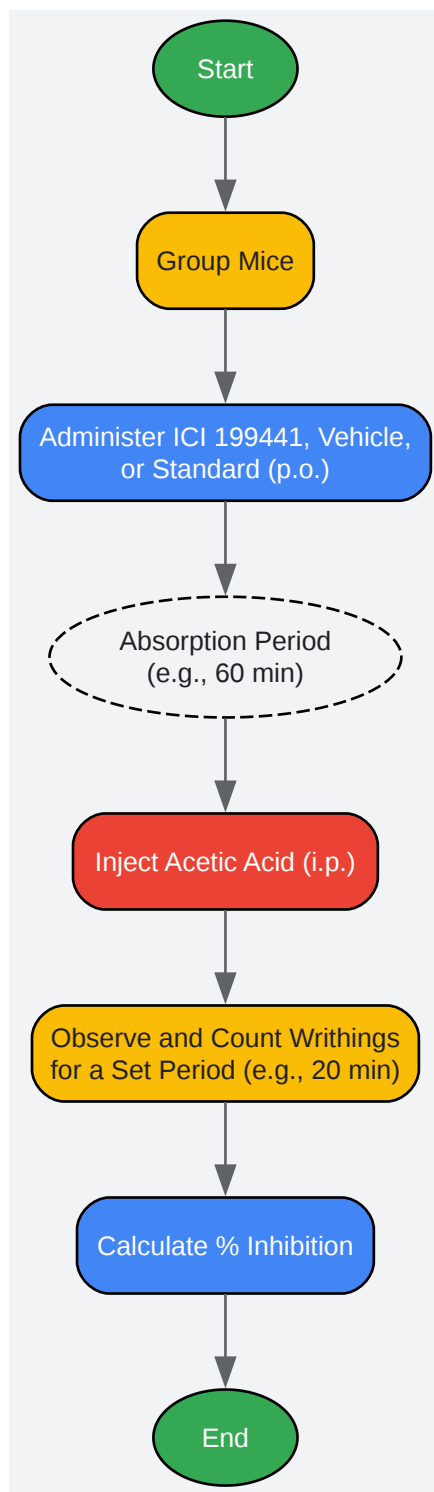 Start
Group Mice
Administer ICI 199441, Vehicle,
or Standard (p.o.)
Absorption Period
(e.g., 60 min)
Inject Acetic Acid (i.p.)
Observe and Count Writhings
for a Set Period (e.g., 20 min)
Calculate % Inhibition
End